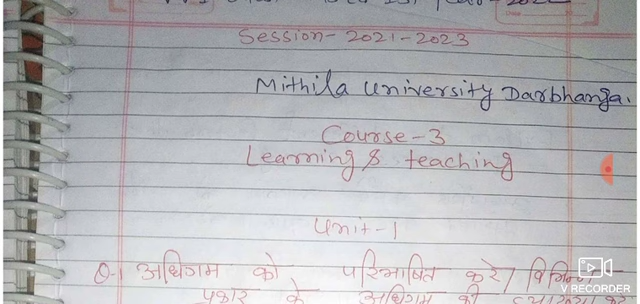 Session- 2021-2023
Mithila University Darbhanga.
Course-3
Learning & teaching
Unit-1
Q.1 अधिगम को परिभाषित करें/ विभिन्न
प्रकार के अधिगम की
V RECORDER